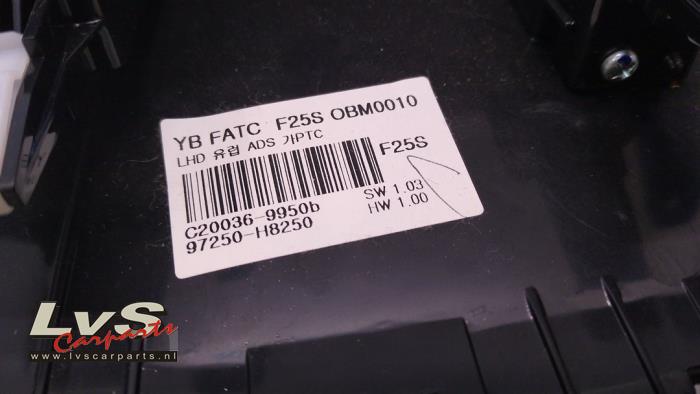 YB FATC F25S OBM0010
LHD 유럽 ADS 가PTC
F25S
C20036-9950b
SW 1.03
97250-H8250
HW 1.00
LvS
Carparts
www.lvscarparts.nl